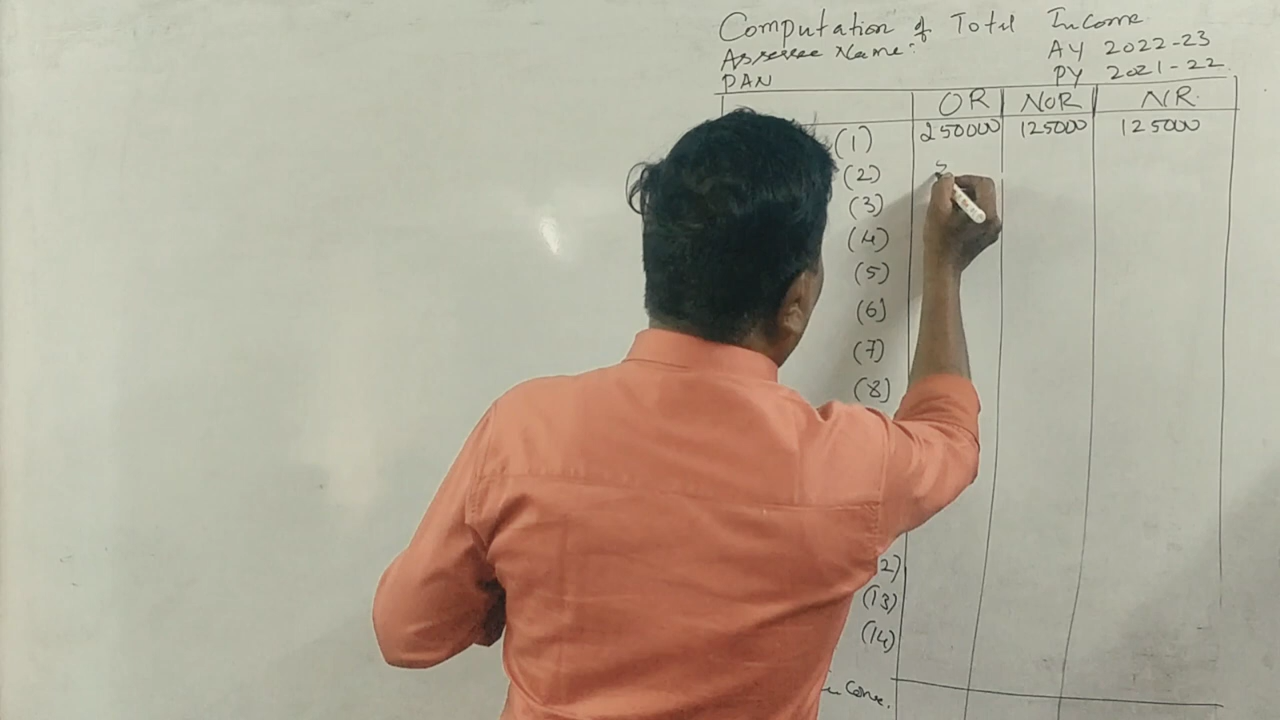 Computation of Total Income
Assessee Name: AY 2022-23
PAN PY 2021-22
OR NOR NR
(1) 250000 125000 125000
(2) 5
(3)
(4)
(5)
(6)
(7)
(8)
2)
(13)
(14)